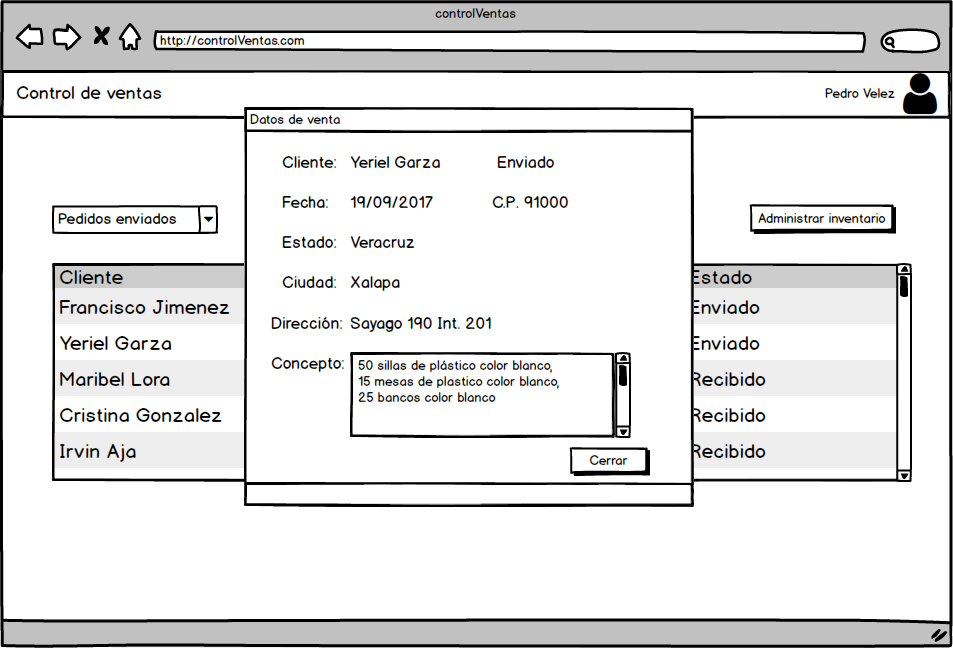 controlVentas
http://controlVentas.com
Control de ventas
Pedro Velez
Datos de venta
Cliente: Yeriel Garza Enviado
Fecha: 19/09/2017 C.P. 91000
Estado: Veracruz
Ciudad: Xalapa
Dirección: Sayago 190 Int. 201
Concepto: 50 sillas de plástico color blanco,
15 mesas de plastico color blanco,
25 bancos color blanco
Cerrar
Pedidos enviados
Administrar inventario
Cliente Estado
Francisco Jimenez Enviado
Yeriel Garza Enviado
Maribel Lora Recibido
Cristina Gonzalez Recibido
Irvin Aja Recibido